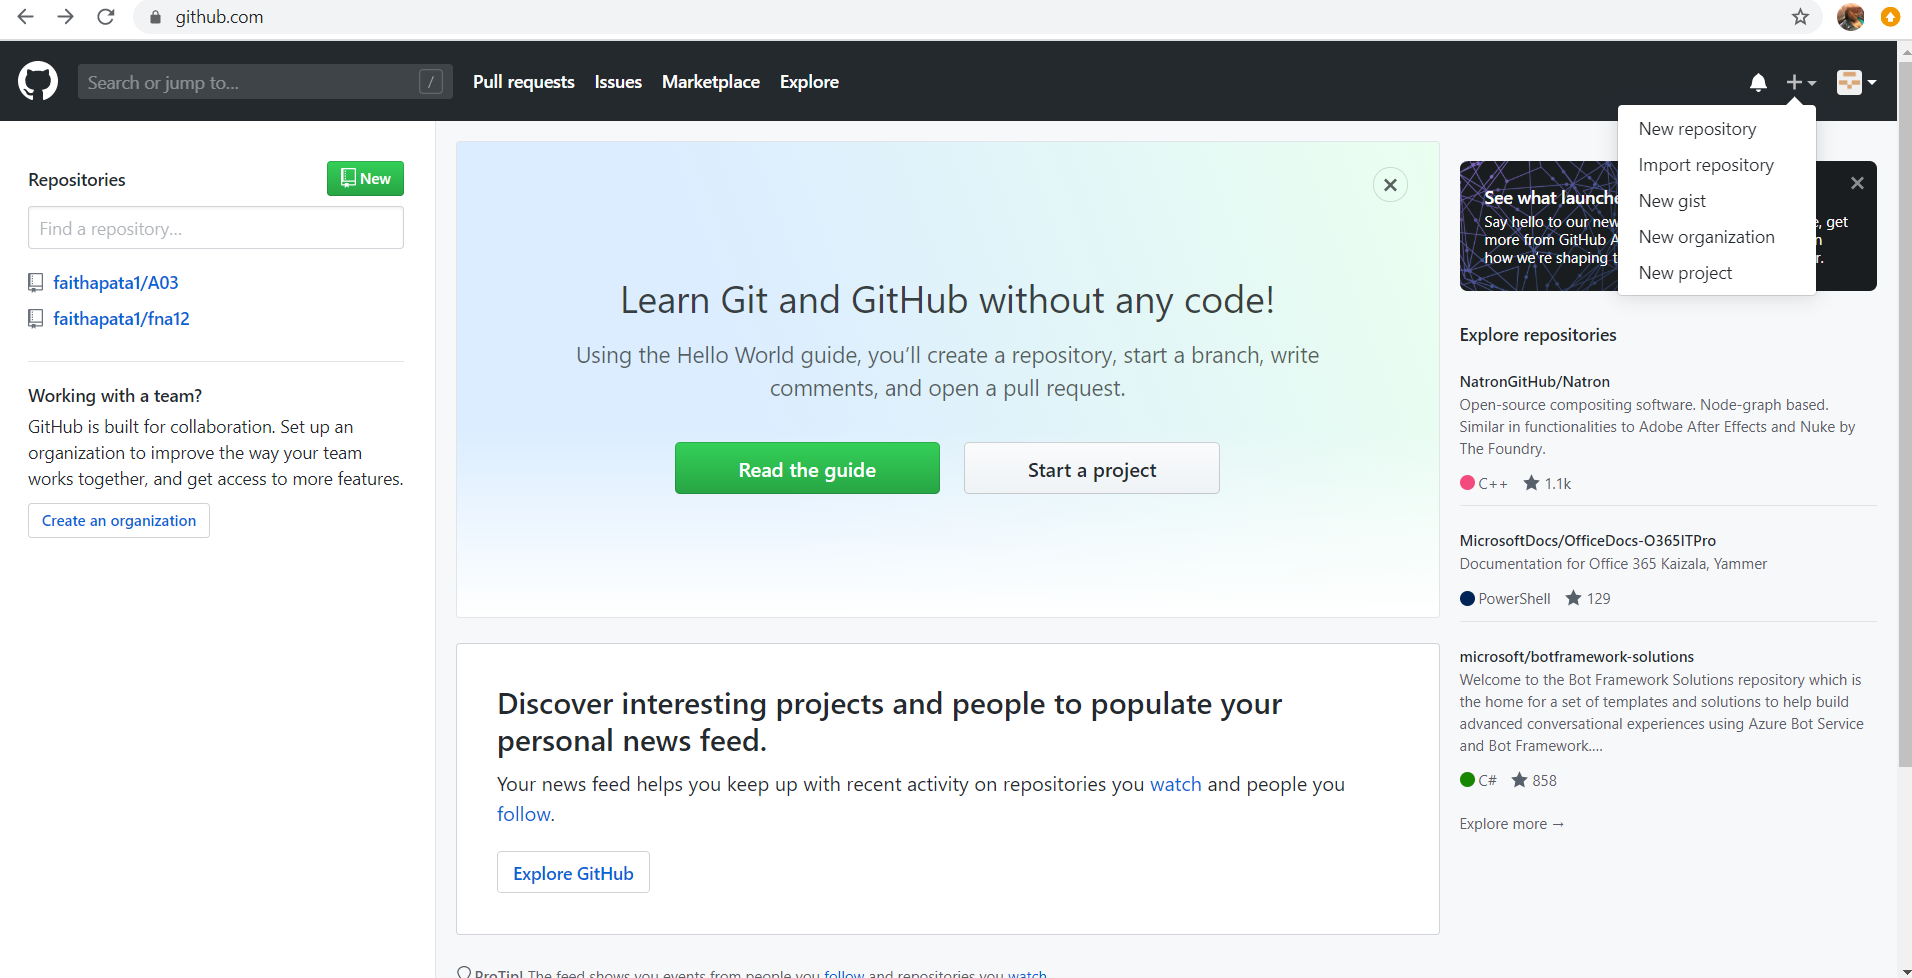 github.com
Search or jump to...
/
Pull requests
Issues
Marketplace
Explore
New repository
Import repository
New gist
New organization
New project
Repositories
New
Find a repository...
faithapata1/A03
faithapata1/fna12
Working with a team?
GitHub is built for collaboration. Set up an
organization to improve the way your team
works together, and get access to more features.
Create an organization
Learn Git and GitHub without any code!
Using the Hello World guide, you’ll create a repository, start a branch, write
comments, and open a pull request.
Read the guide
Start a project
Discover interesting projects and people to populate your
personal news feed.
Your news feed helps you keep up with recent activity on repositories you watch and people you
follow.
Explore GitHub
ProTip! The feed shows you events from people you follow and repositories you watch
See what launche
Say hello to our new , get
more from GitHub A n
how we’re shaping t r.
Explore repositories
NatronGitHub/Natron
Open-source compositing software. Node-graph based.
Similar in functionalities to Adobe After Effects and Nuke by
The Foundry.
C++ 1.1k
MicrosoftDocs/OfficeDocs-O365ITPro
Documentation for Office 365 Kaizala, Yammer
PowerShell 129
microsoft/botframework-solutions
Welcome to the Bot Framework Solutions repository which is
the home for a set of templates and solutions to help build
advanced conversational experiences using Azure Bot Service
and Bot Framework....
C# 858
Explore more →